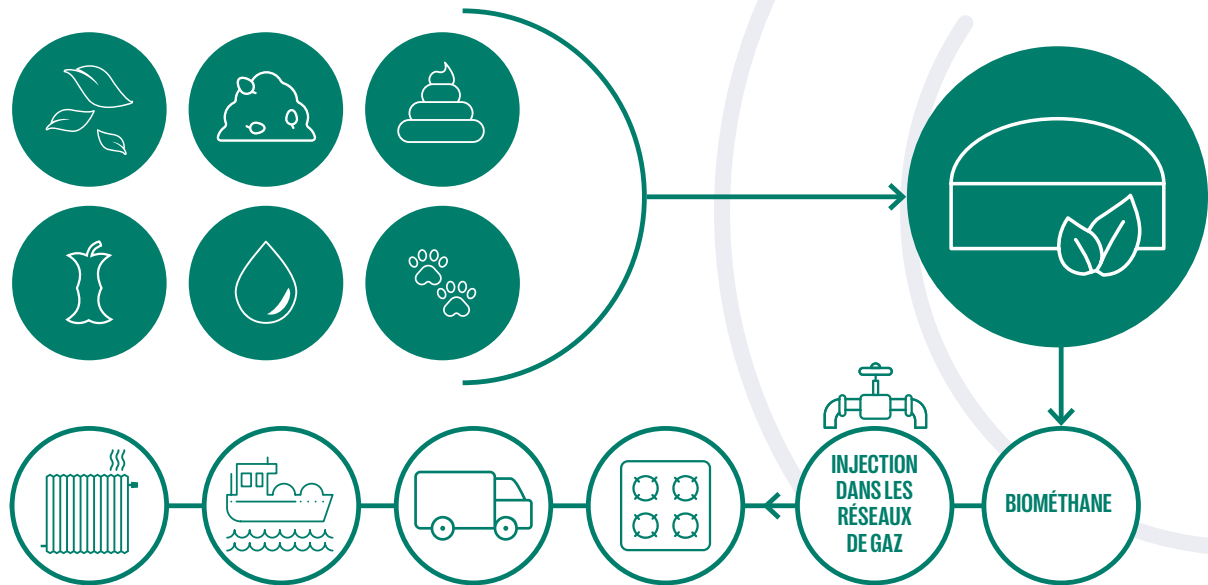 INJECTION
DANS LES
RÉSEAUX
DE GAZ
BIOMÉTHANE